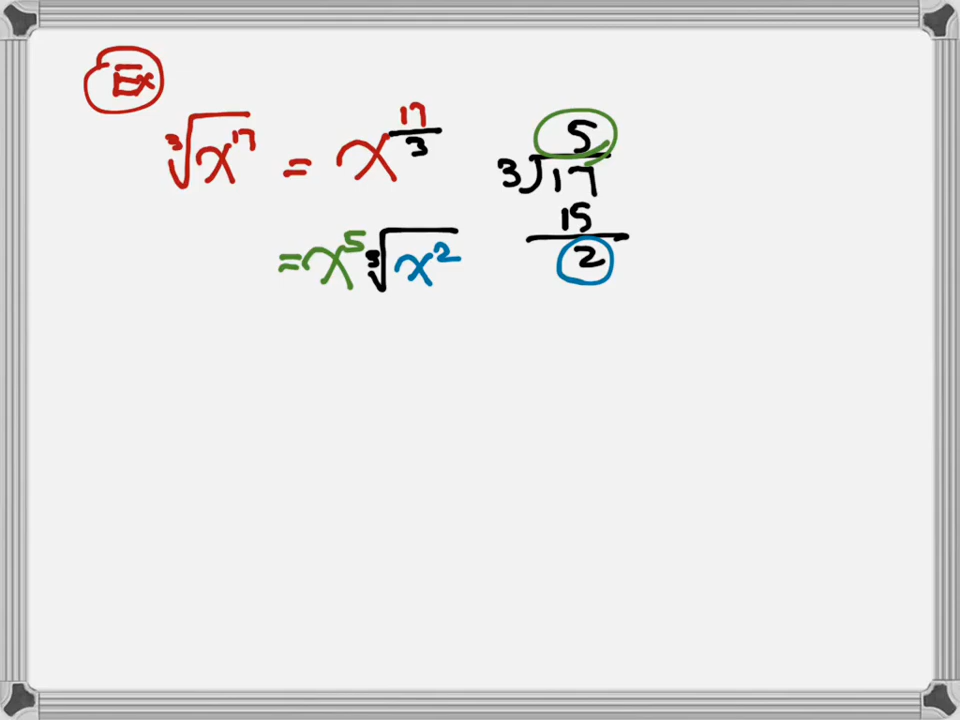 Ex
∛x¹⁷ = x^(17/3)
= x⁵ ∛x²
5
3)17
15
2